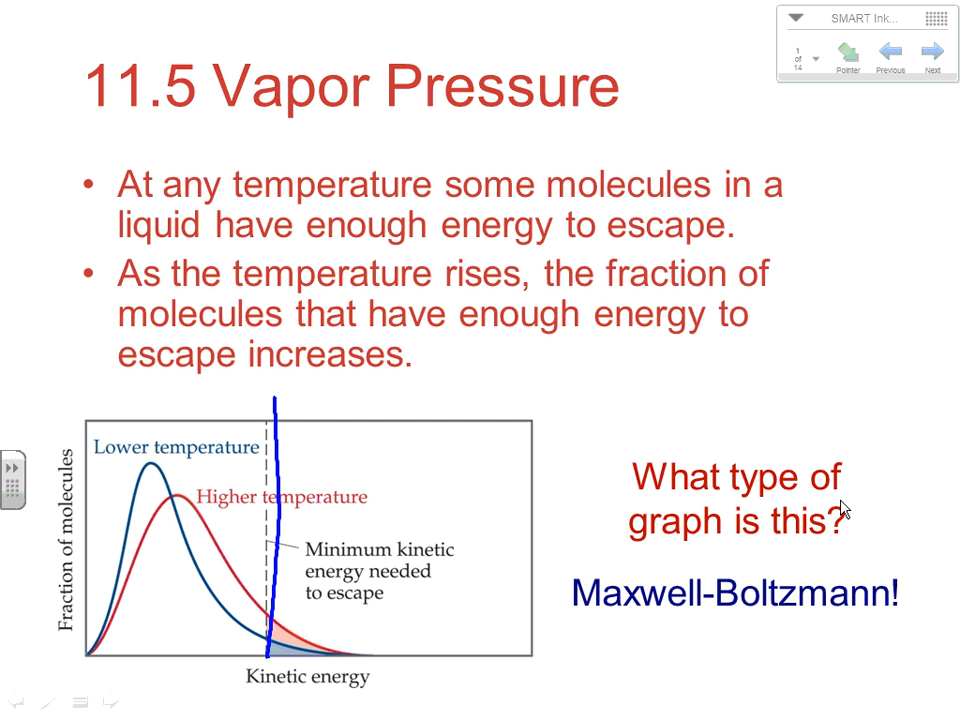 SMART Ink...
1
of
14
Pointer
Previous
Next
11.5 Vapor Pressure
• At any temperature some molecules in a
liquid have enough energy to escape.
• As the temperature rises, the fraction of
molecules that have enough energy to
escape increases.
Lower temperature
Higher temperature
Minimum kinetic
energy needed
to escape
Fraction of molecules
Kinetic energy
What type of
graph is this?
Maxwell-Boltzmann!